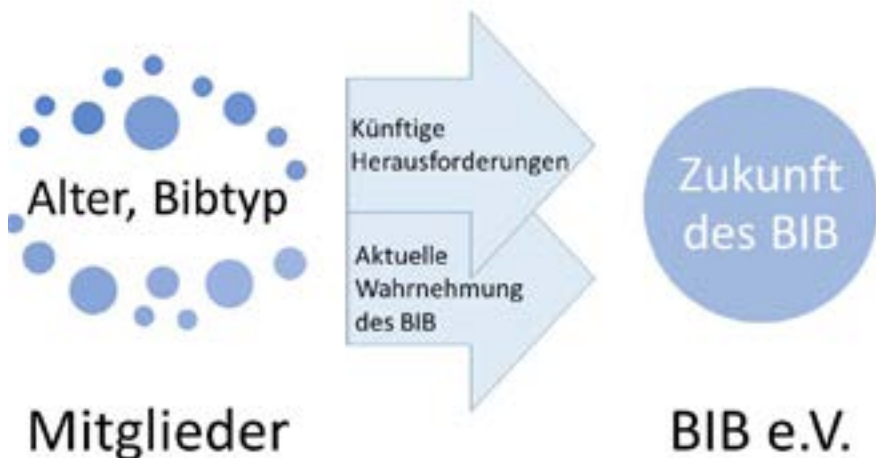 Alter, Bibtyp
Künftige
Herausforderungen
Aktuelle
Wahrnehmung
des BIB
Zukunft
des BIB
Mitglieder
BIB e.V.